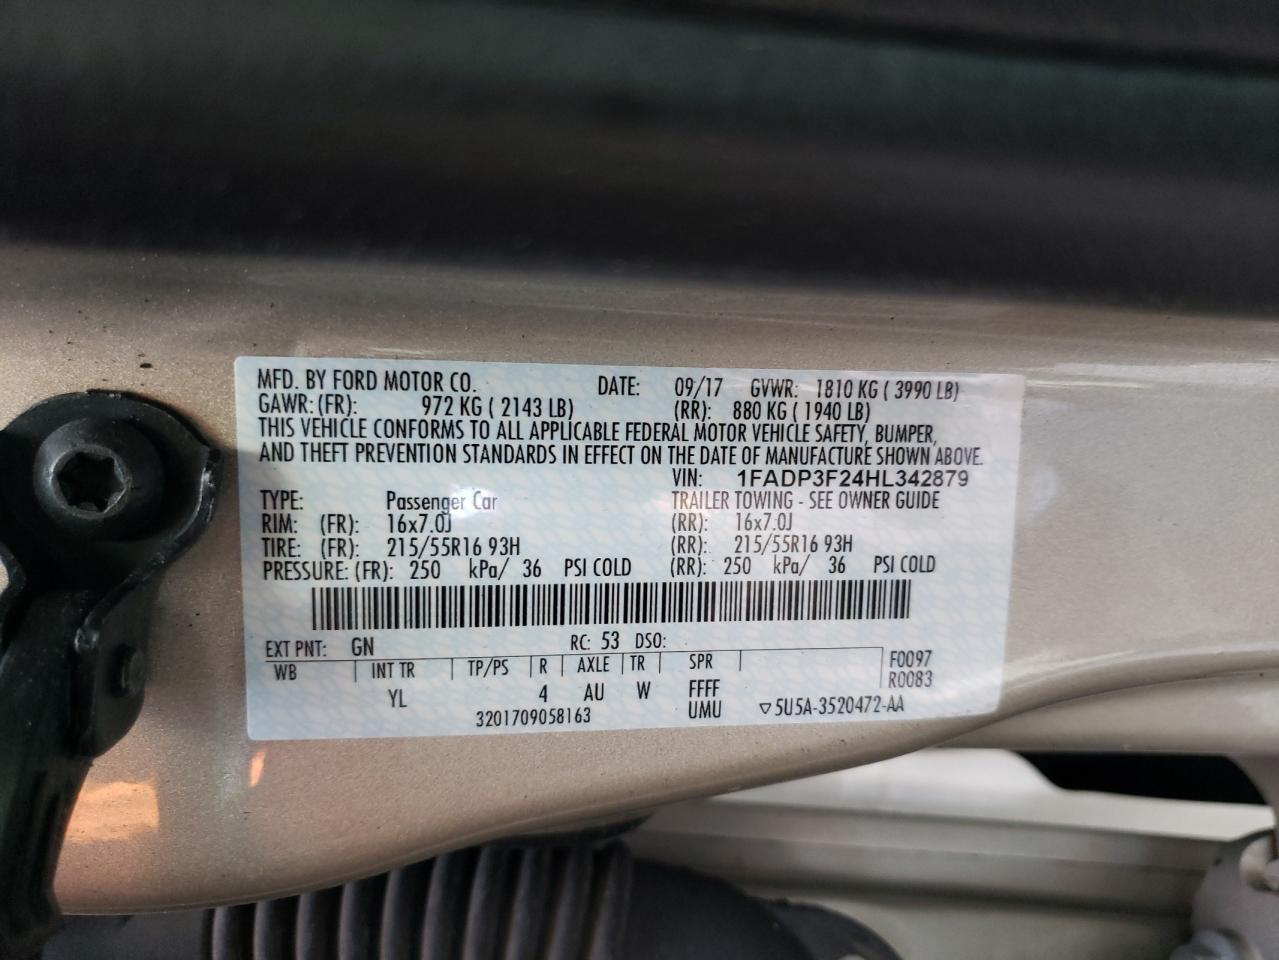 MFD. BY FORD MOTOR CO. DATE: 09/17 GVWR: 1810 KG ( 3990 LB)
GAWR: (FR): 972 KG ( 2143 LB) (RR): 880 KG ( 1940 LB)
THIS VEHICLE CONFORMS TO ALL APPLICABLE FEDERAL MOTOR VEHICLE SAFETY, BUMPER,
AND THEFT PREVENTION STANDARDS IN EFFECT ON THE DATE OF MANUFACTURE SHOWN ABOVE.
VIN: 1FADP3F24HL342879
TYPE: Passenger Car TRAILER TOWING - SEE OWNER GUIDE
RIM: (FR): 16x7.0J (RR): 16x7.0J
TIRE: (FR): 215/55R16 93H (RR): 215/55R16 93H
PRESSURE: (FR): 250 kPa/ 36 PSI COLD (RR): 250 kPa/ 36 PSI COLD
EXT PNT: GN RC: 53 DSO:
WB INT TR TP/PS R AXLE TR SPR F0097
R0083
YL 4 AU W FFFF
3201709058163 UMU ▽5U5A-3520472-AA